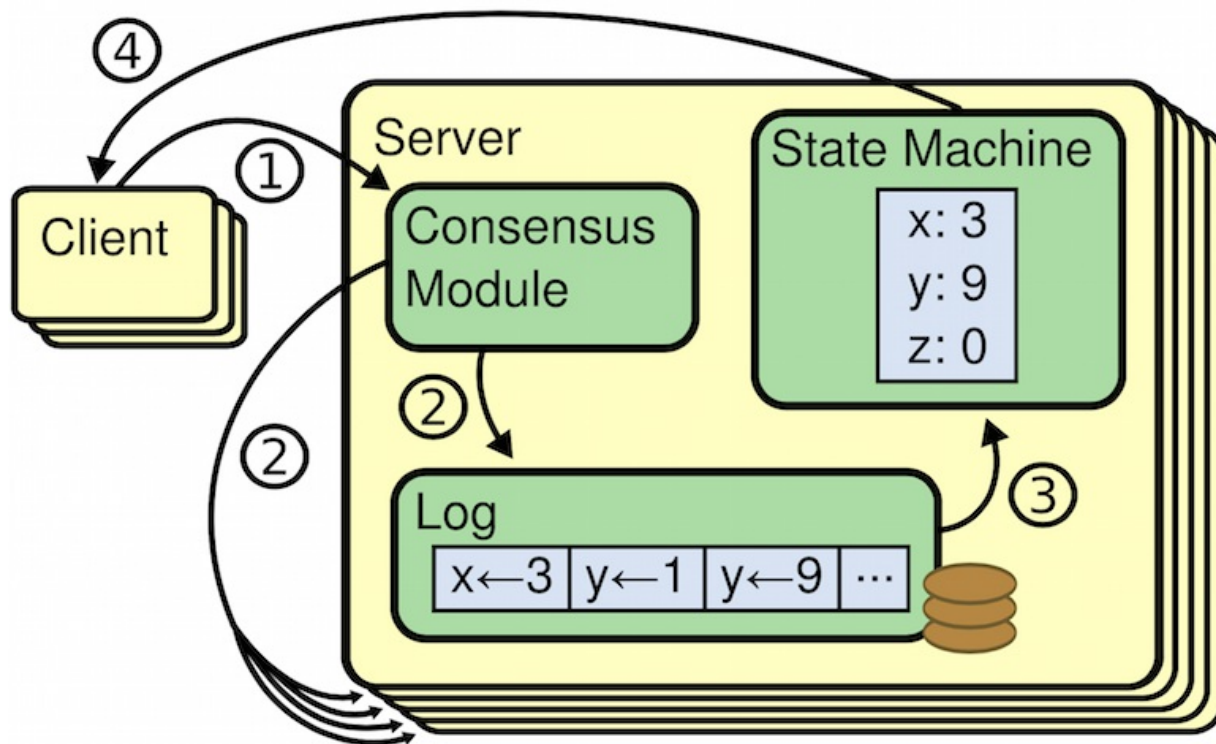 ④
①
Server
State Machine
Client
Consensus
Module
x: 3
y: 9
z: 0
②
②
③
Log
x←3 y←1 y←9 ...